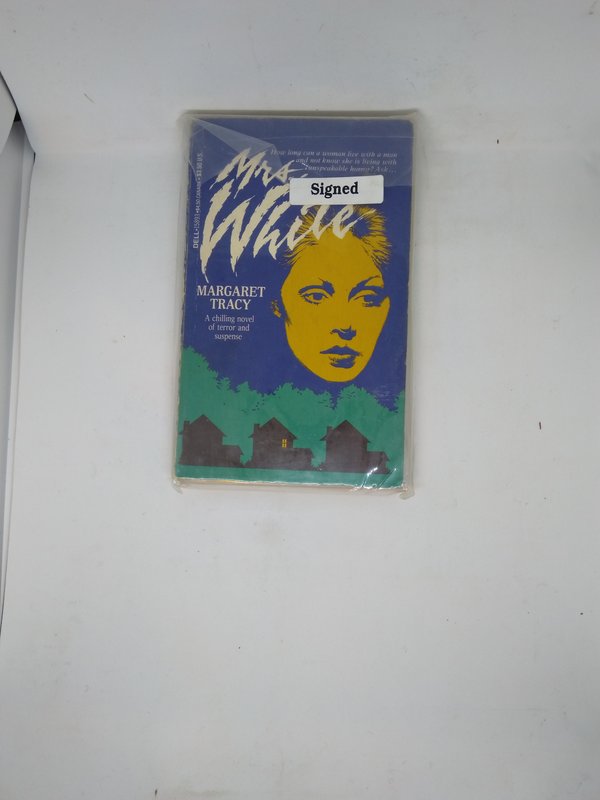 How long can a woman live with a man
and not know she is living with
unspeakable horror? Ask...
Mrs.
Signed
White
MARGARET
TRACY
A chilling novel
of terror and
suspense
DELL